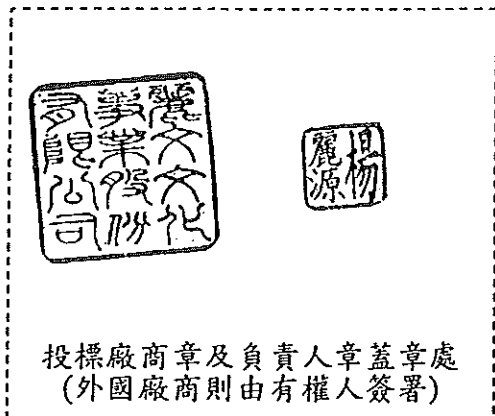 麗文文化
事業股份
有限公司
楊
麗源
投標廠商章及負責人章蓋章處
(外國廠商則由有權人簽署)